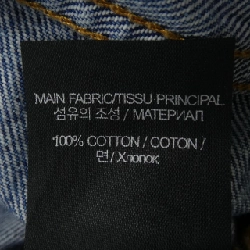 MAIN FABRIC/TISSU PRINCIPAL
섬유의 조성 / МАТЕРИАЛ
100% COTTON / COTON /
면 / Хлопок